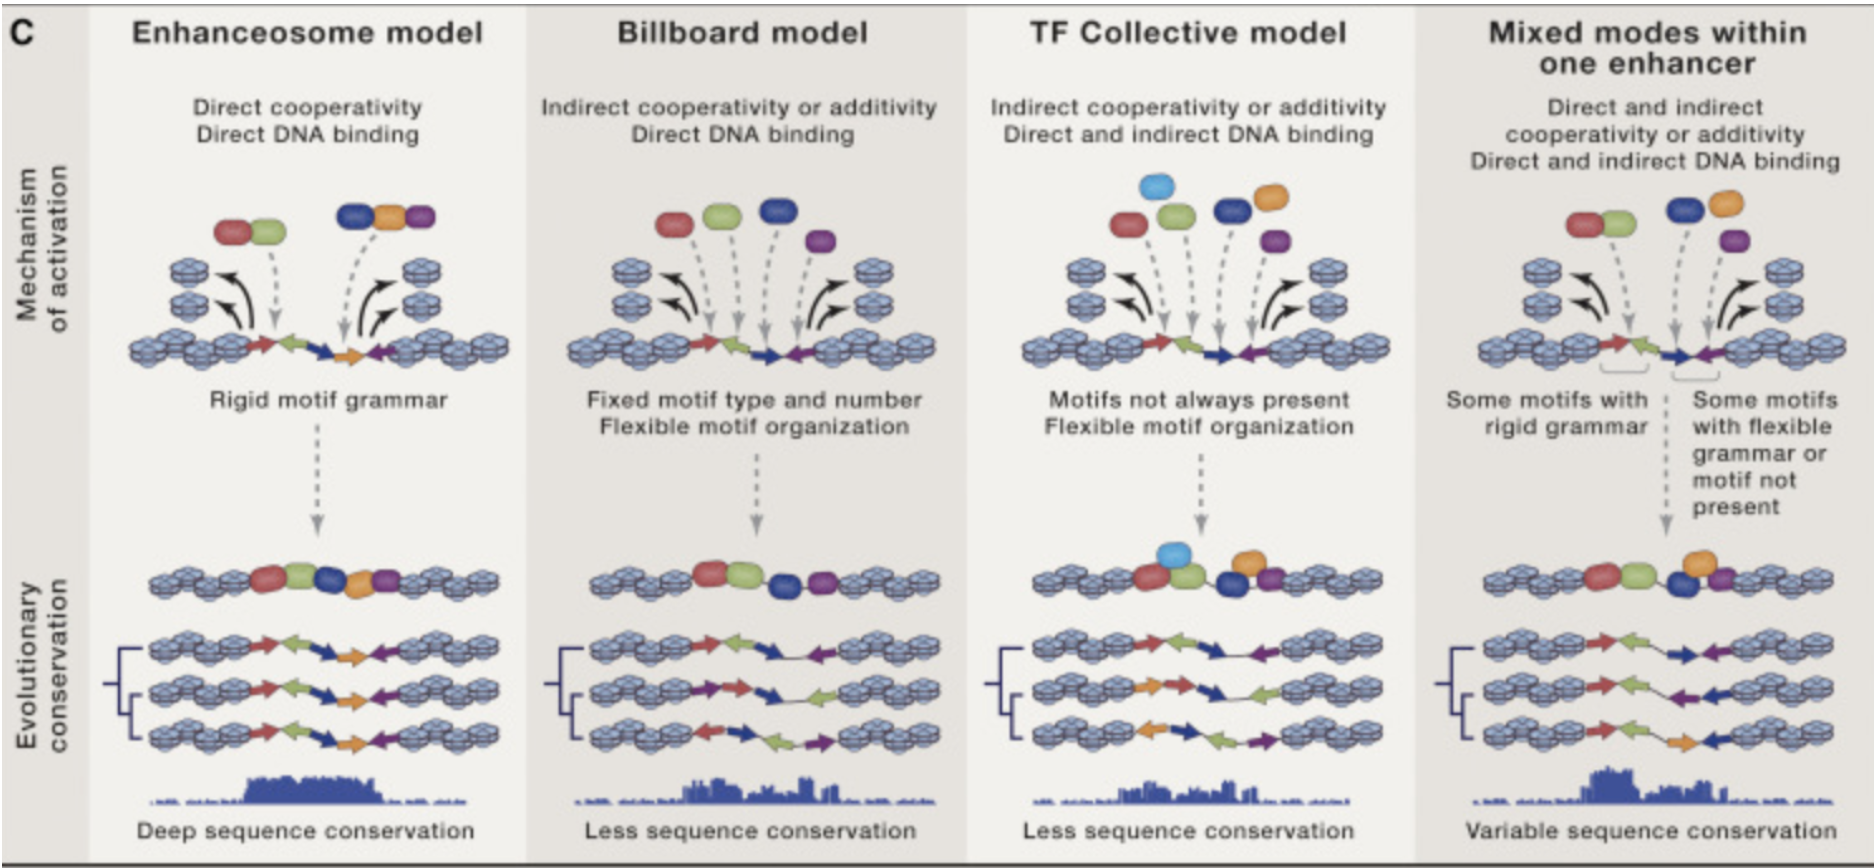 C
Enhanceosome model
Billboard model
TF Collective model
Mixed modes within
one enhancer
Mechanism
of activation
Direct cooperativity
Direct DNA binding
Indirect cooperativity or additivity
Direct DNA binding
Indirect cooperativity or additivity
Direct and indirect DNA binding
Direct and indirect
cooperativity or additivity
Direct and indirect DNA binding
Rigid motif grammar
Fixed motif type and number
Flexible motif organization
Motifs not always present
Flexible motif organization
Some motifs with
rigid grammar
Some motifs
with flexible
grammar or
motif not
present
Evolutionary
conservation
Deep sequence conservation
Less sequence conservation
Less sequence conservation
Variable sequence conservation